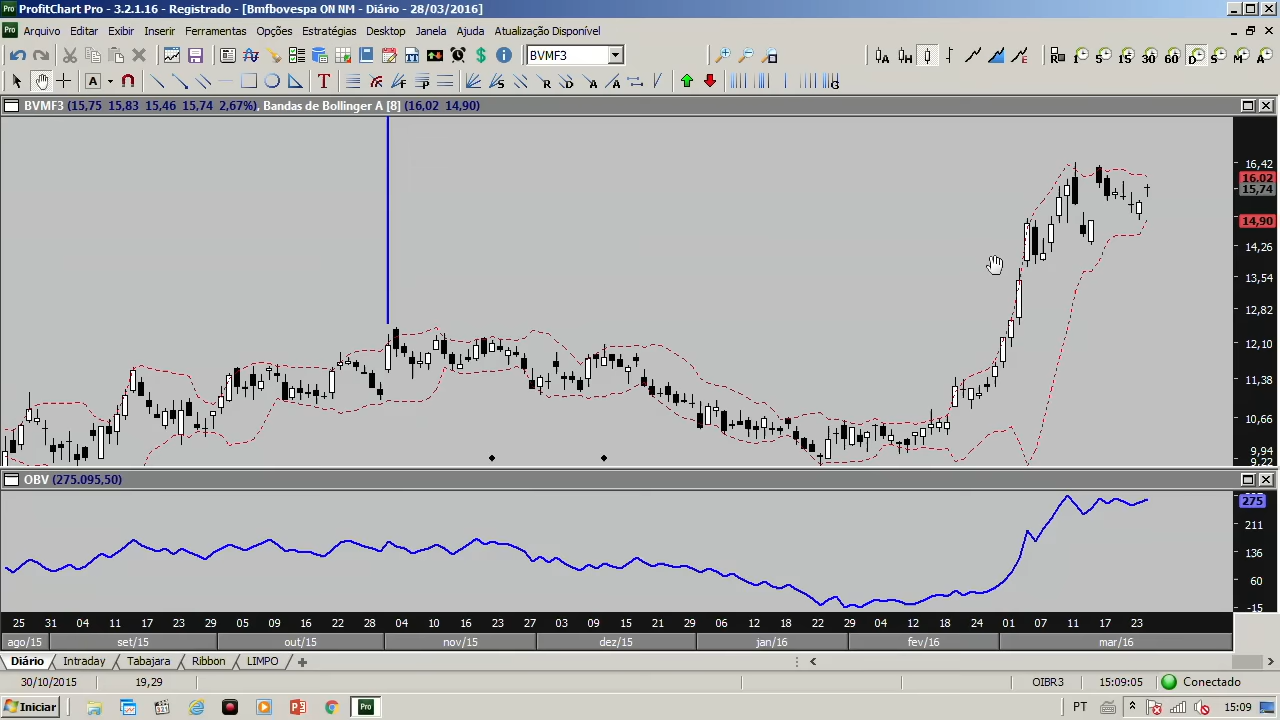 ProfitChart Pro - 3.2.1.16 - Registrado - [Bmfbovespa ON NM - Diário - 28/03/2016]
Arquivo Editar Exibir Inserir Ferramentas Opções Estratégias Desktop Janela Ajuda Atualização Disponível
BVMF3
1 5 15 30 60 D S M A
BVMF3 (15,75 15,83 15,46 15,74 2,67%), Bandas de Bollinger A [8] (16,02 14,90)
16,42
16,02
15,74
14,90
14,26
13,54
12,82
12,10
11,38
10,66
9,94
9,22
OBV (275.095,50)
275
211
136
60
-15
25 31 04 11 17 23 29 05 09 16 22 28 04 10 16 23 27 03 09 15 21 29 06 12 18 22 29 04 12 18 24 01 07 11 17 23
ago/15 set/15 out/15 nov/15 dez/15 jan/16 fev/16 mar/16
Diário Intraday Tabajara Ribbon LIMPO
30/10/2015 19,29 OIBR3 15:09:05 Conectado
Iniciar PT 15:09